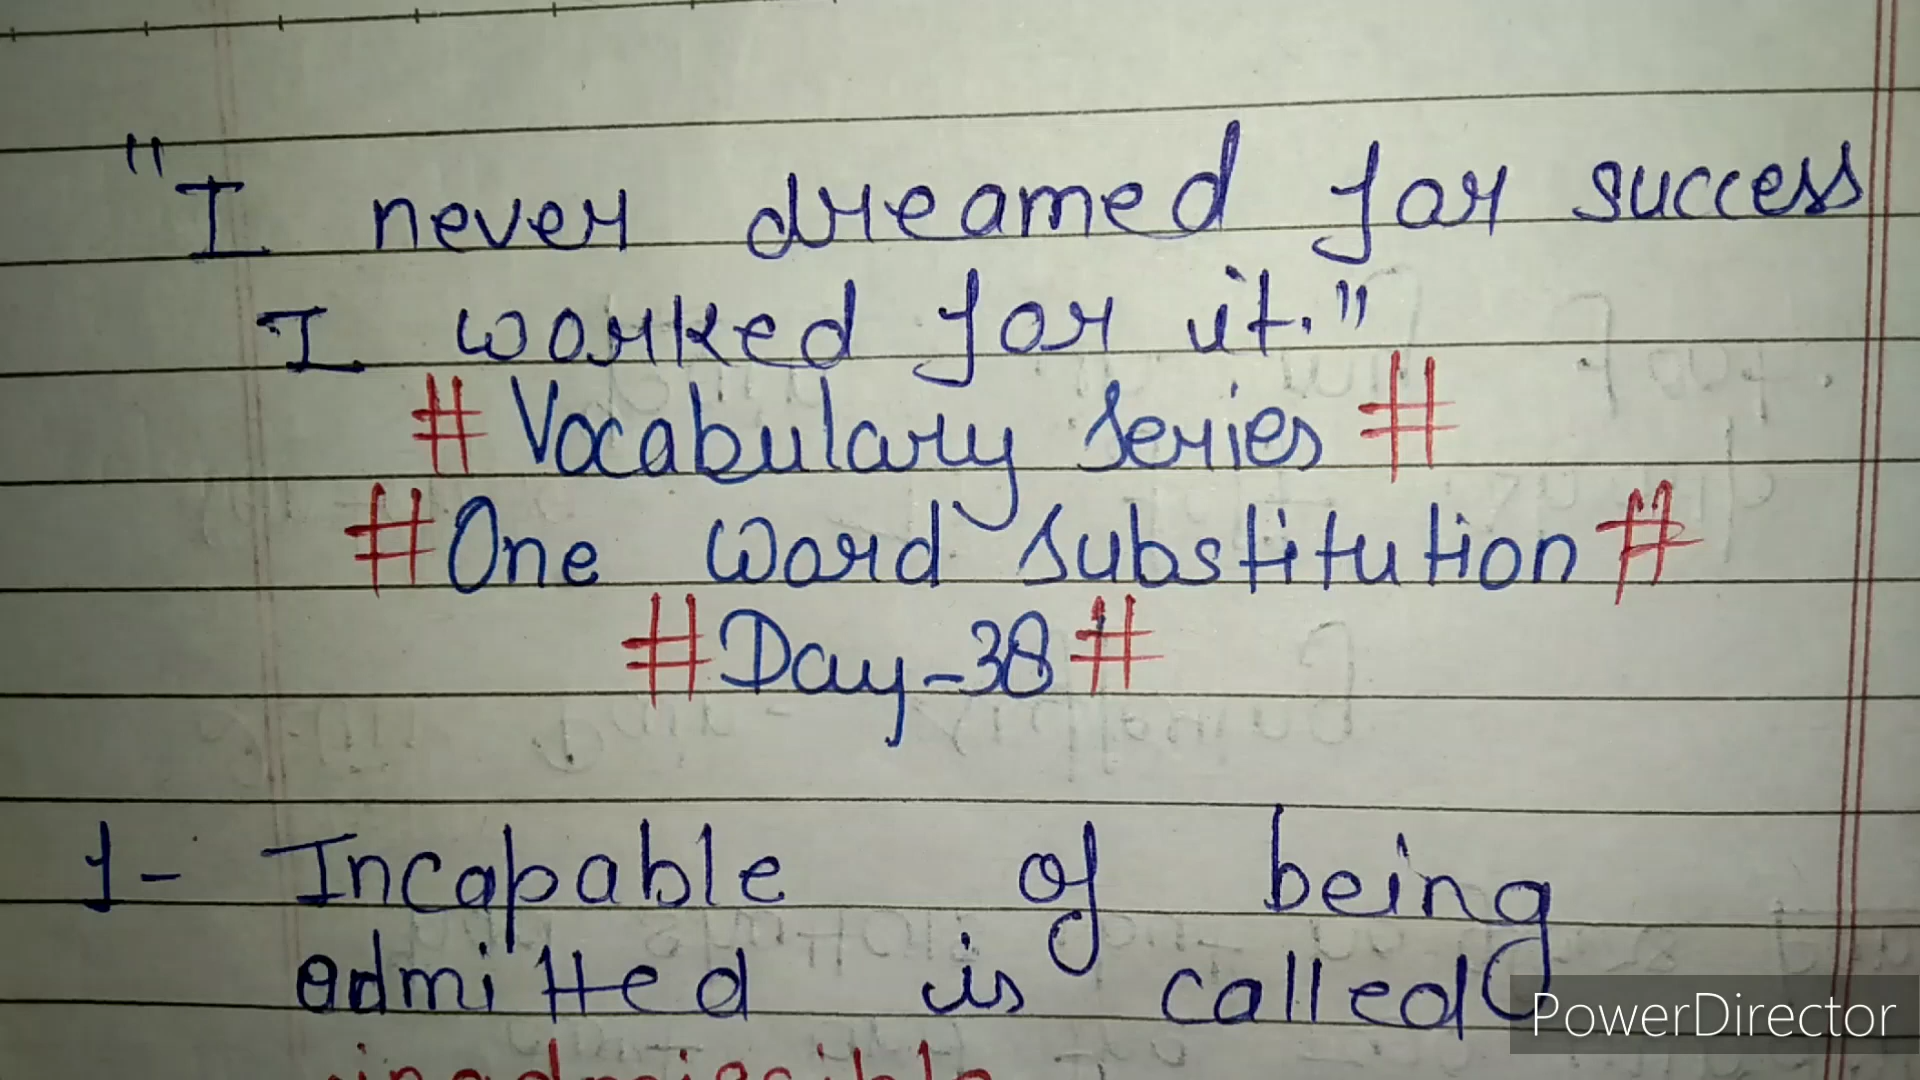 "I never dreamed for success
I worked for it."
# Vocabulary Series #
# One Word Substitution #
# Day-38 #
1- Incapable of being
admitted is called
inadmissible
PowerDirector